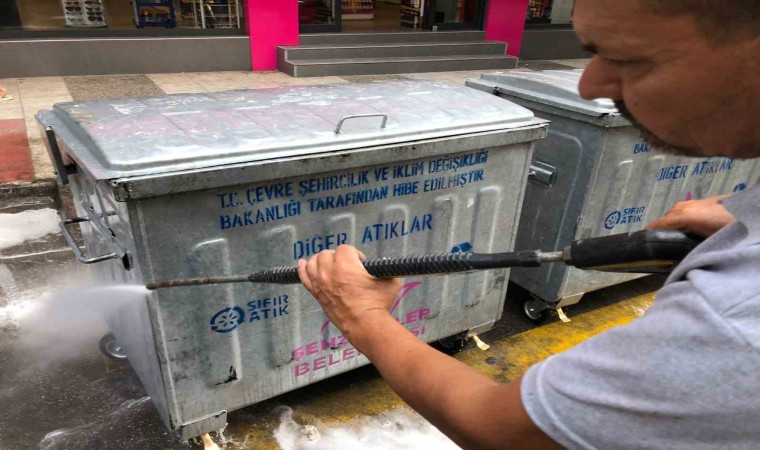 T.C. ÇEVRE ŞEHİRCİLİK VE İKLİM DEĞİŞİKLİĞİ
BAKANLIĞI TARAFINDAN HİBE EDİLMİŞTİR
DİĞER ATIKLAR
SIFIR
ATIK
BELED
DİĞER ATIKLAR
SIFIR
ATIK